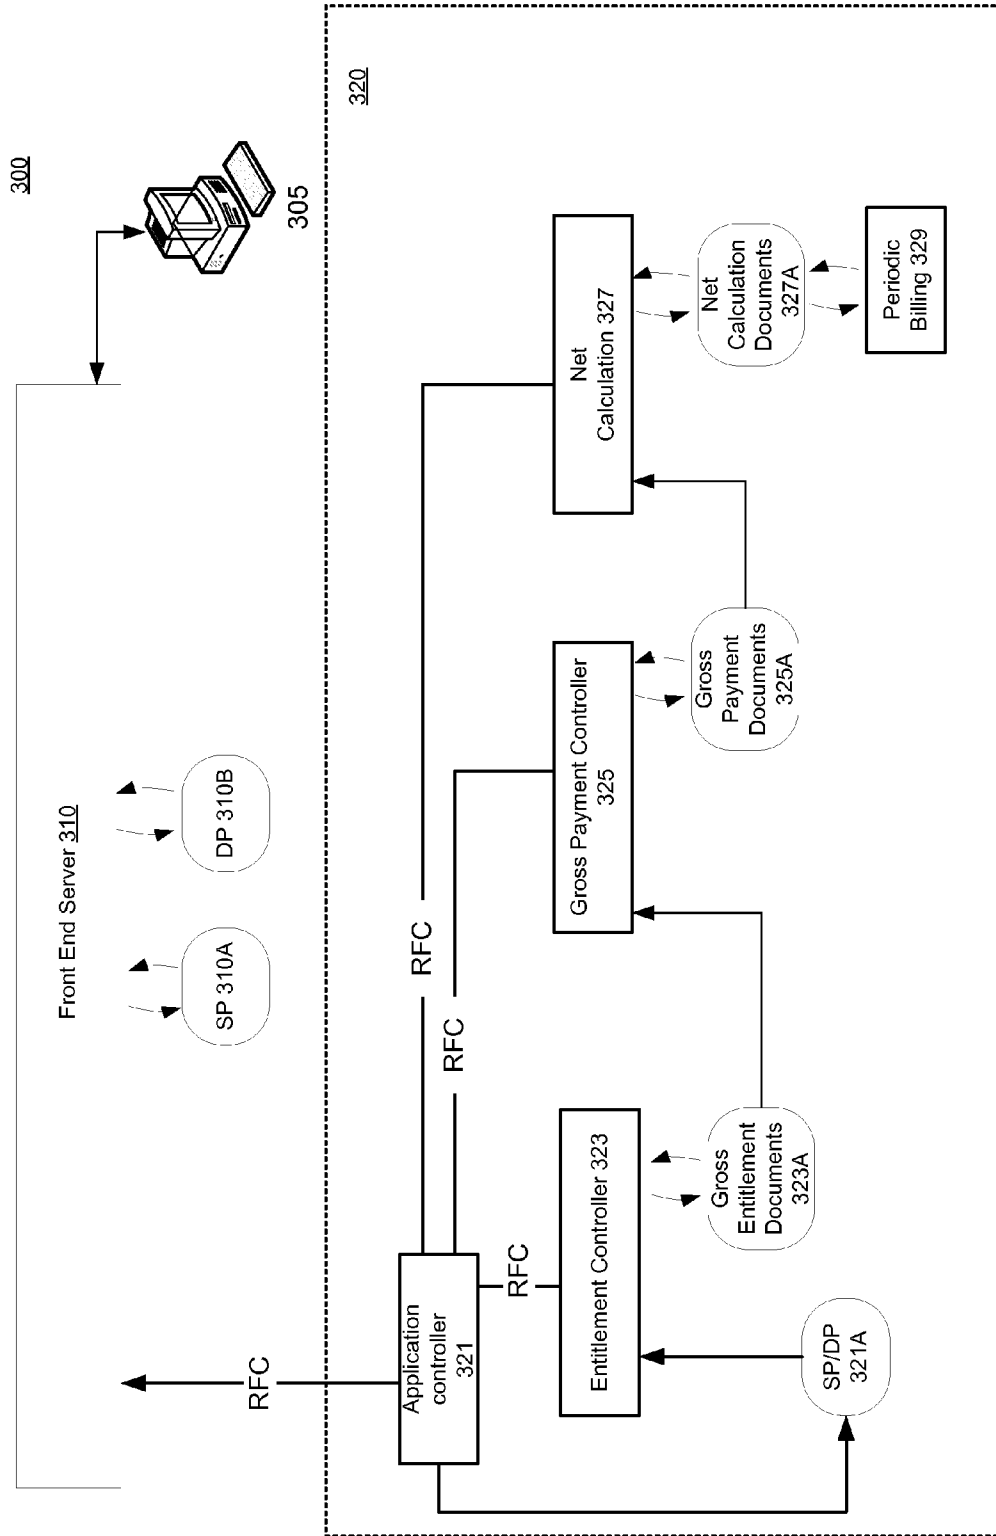 300
Front End Server 310
SP 310A
DP 310B
305
320
RFC
Application
controller
321
RFC
RFC
RFC
Entitlement Controller 323
Gross Payment Controller
325
Net
Calculation 327
SP/DP
321A
Gross
Entitlement
Documents
323A
Gross
Payment
Documents
325A
Net
Calculation
Documents
327A
Periodic
Billing 329